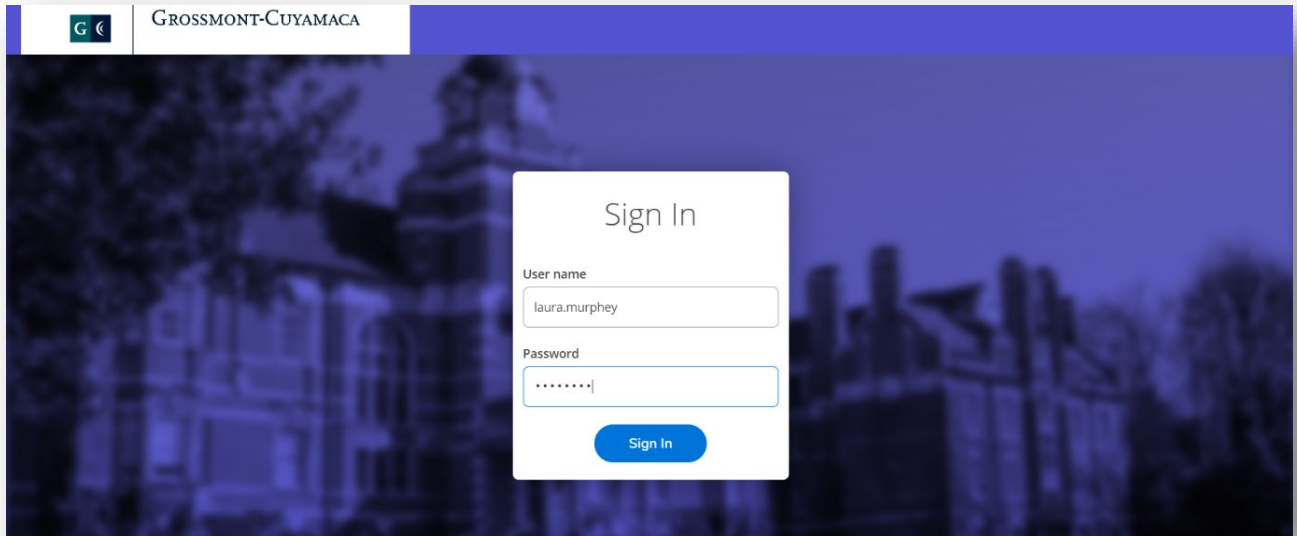 G
GROSSMONT-CUYAMACA
Sign In
User name
laura.murphey
Password
••••••••
Sign In